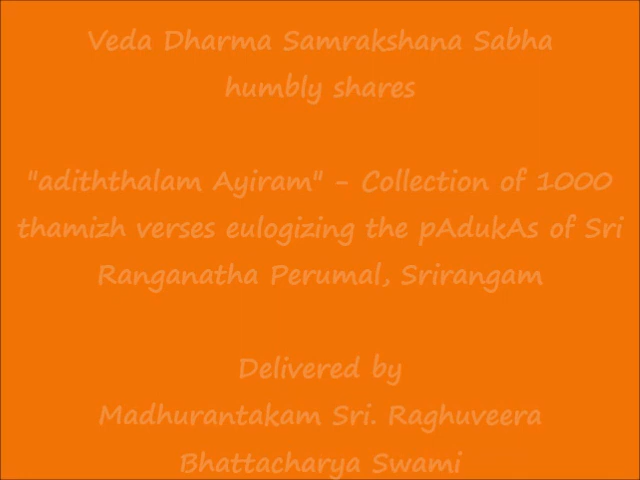 Veda Dharma Samrakshana Sabha
humbly shares
"adiththalam Ayiram" - Collection of 1000
thamizh verses eulogizing the pAdukAs of Sri
Ranganatha Perumal, Srirangam
Delivered by
Madhurantakam Sri. Raghuveera
Bhattacharya Swami